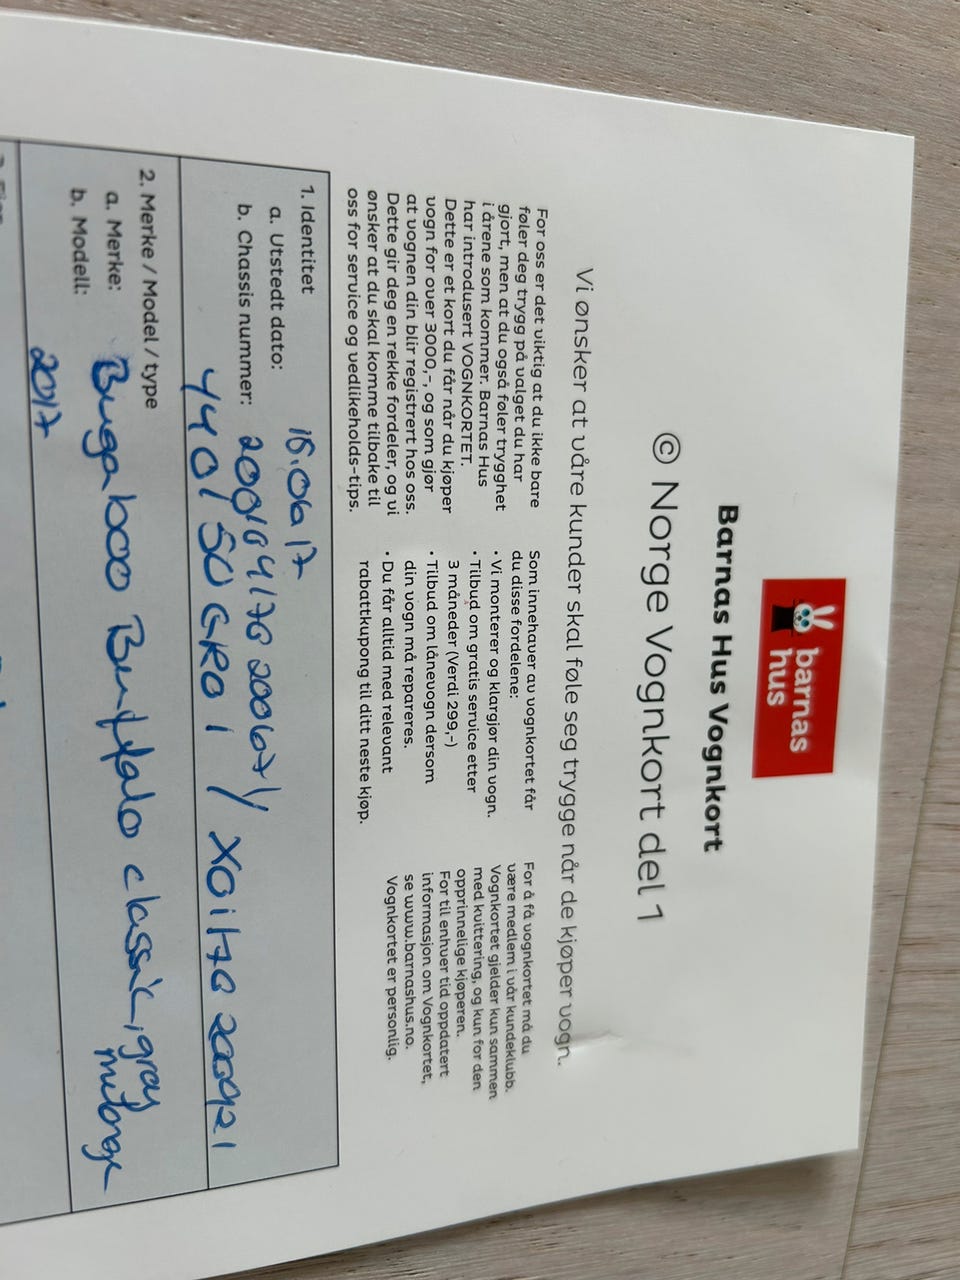 barnas
hus
Barnas Hus Vognkort
© Norge Vognkort del 1
Vi ønsker at våre kunder skal føle seg trygge når de kjøper vogn.
For oss er det viktig at du ikke bare
føler deg trygg på valget du har
gjort, men at du også føler trygghet
i årene som kommer. Barnas Hus
har introdusert VOGNKORTET.
Dette er et kort du får når du kjøper
vogn for over 3000,-, og som gjør
at vognen din blir registrert hos oss.
Dette gir deg en rekke fordeler, og vi
ønsker at du skal komme tilbake til
oss for service og vedlikeholds-tips.
Som innehaver av vognkortet får
du disse fordelene:
• Vi monterer og klargjør din vogn.
• Tilbud om gratis service etter
3 måneder (Verdi 299,-)
• Tilbud om lånevogn dersom
din vogn må repareres.
• Du får alltid med relevant
rabattkupong til ditt neste kjøp.
For å få vognkortet må du
være medlem i vår kundeklubb.
Vognkortet gjelder kun sammen
med kvittering, og kun for den
opprinnelige kjøperen.
For til enhver tid oppdatert
informasjon om Vognkortet,
se www.barnashus.no.
Vognkortet er personlig.
1. Identitet
a. Utstedt dato: 18.06 17
b. Chassis nummer:
2. Merke / Model / type
a. Merke: Bugaboo Buffalo classic, gray
melange
b. Modell: 2017